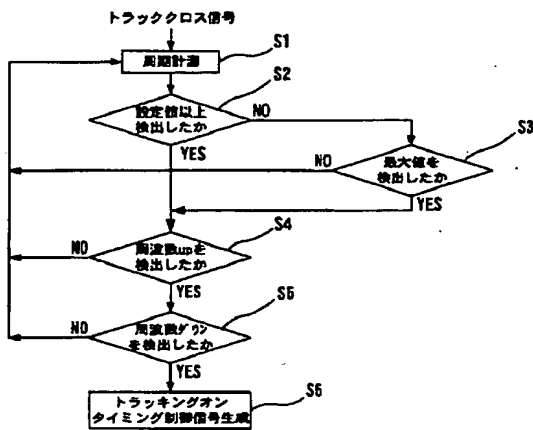 トラッククロス信号
S1
周期計測
S2
設定値以上
検出したか
NO
S3
YES
NO
最大値を
検出したか
YES
S4
NO
周波数upを
検出したか
YES
S5
NO
周波数ダウン
を検出したか
YES
S6
トラッキングオン
タイミング制御信号生成